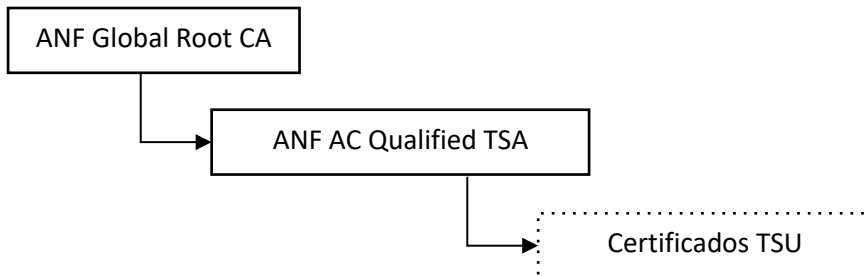 ANF Global Root CA
ANF AC Qualified TSA
Certificados TSU